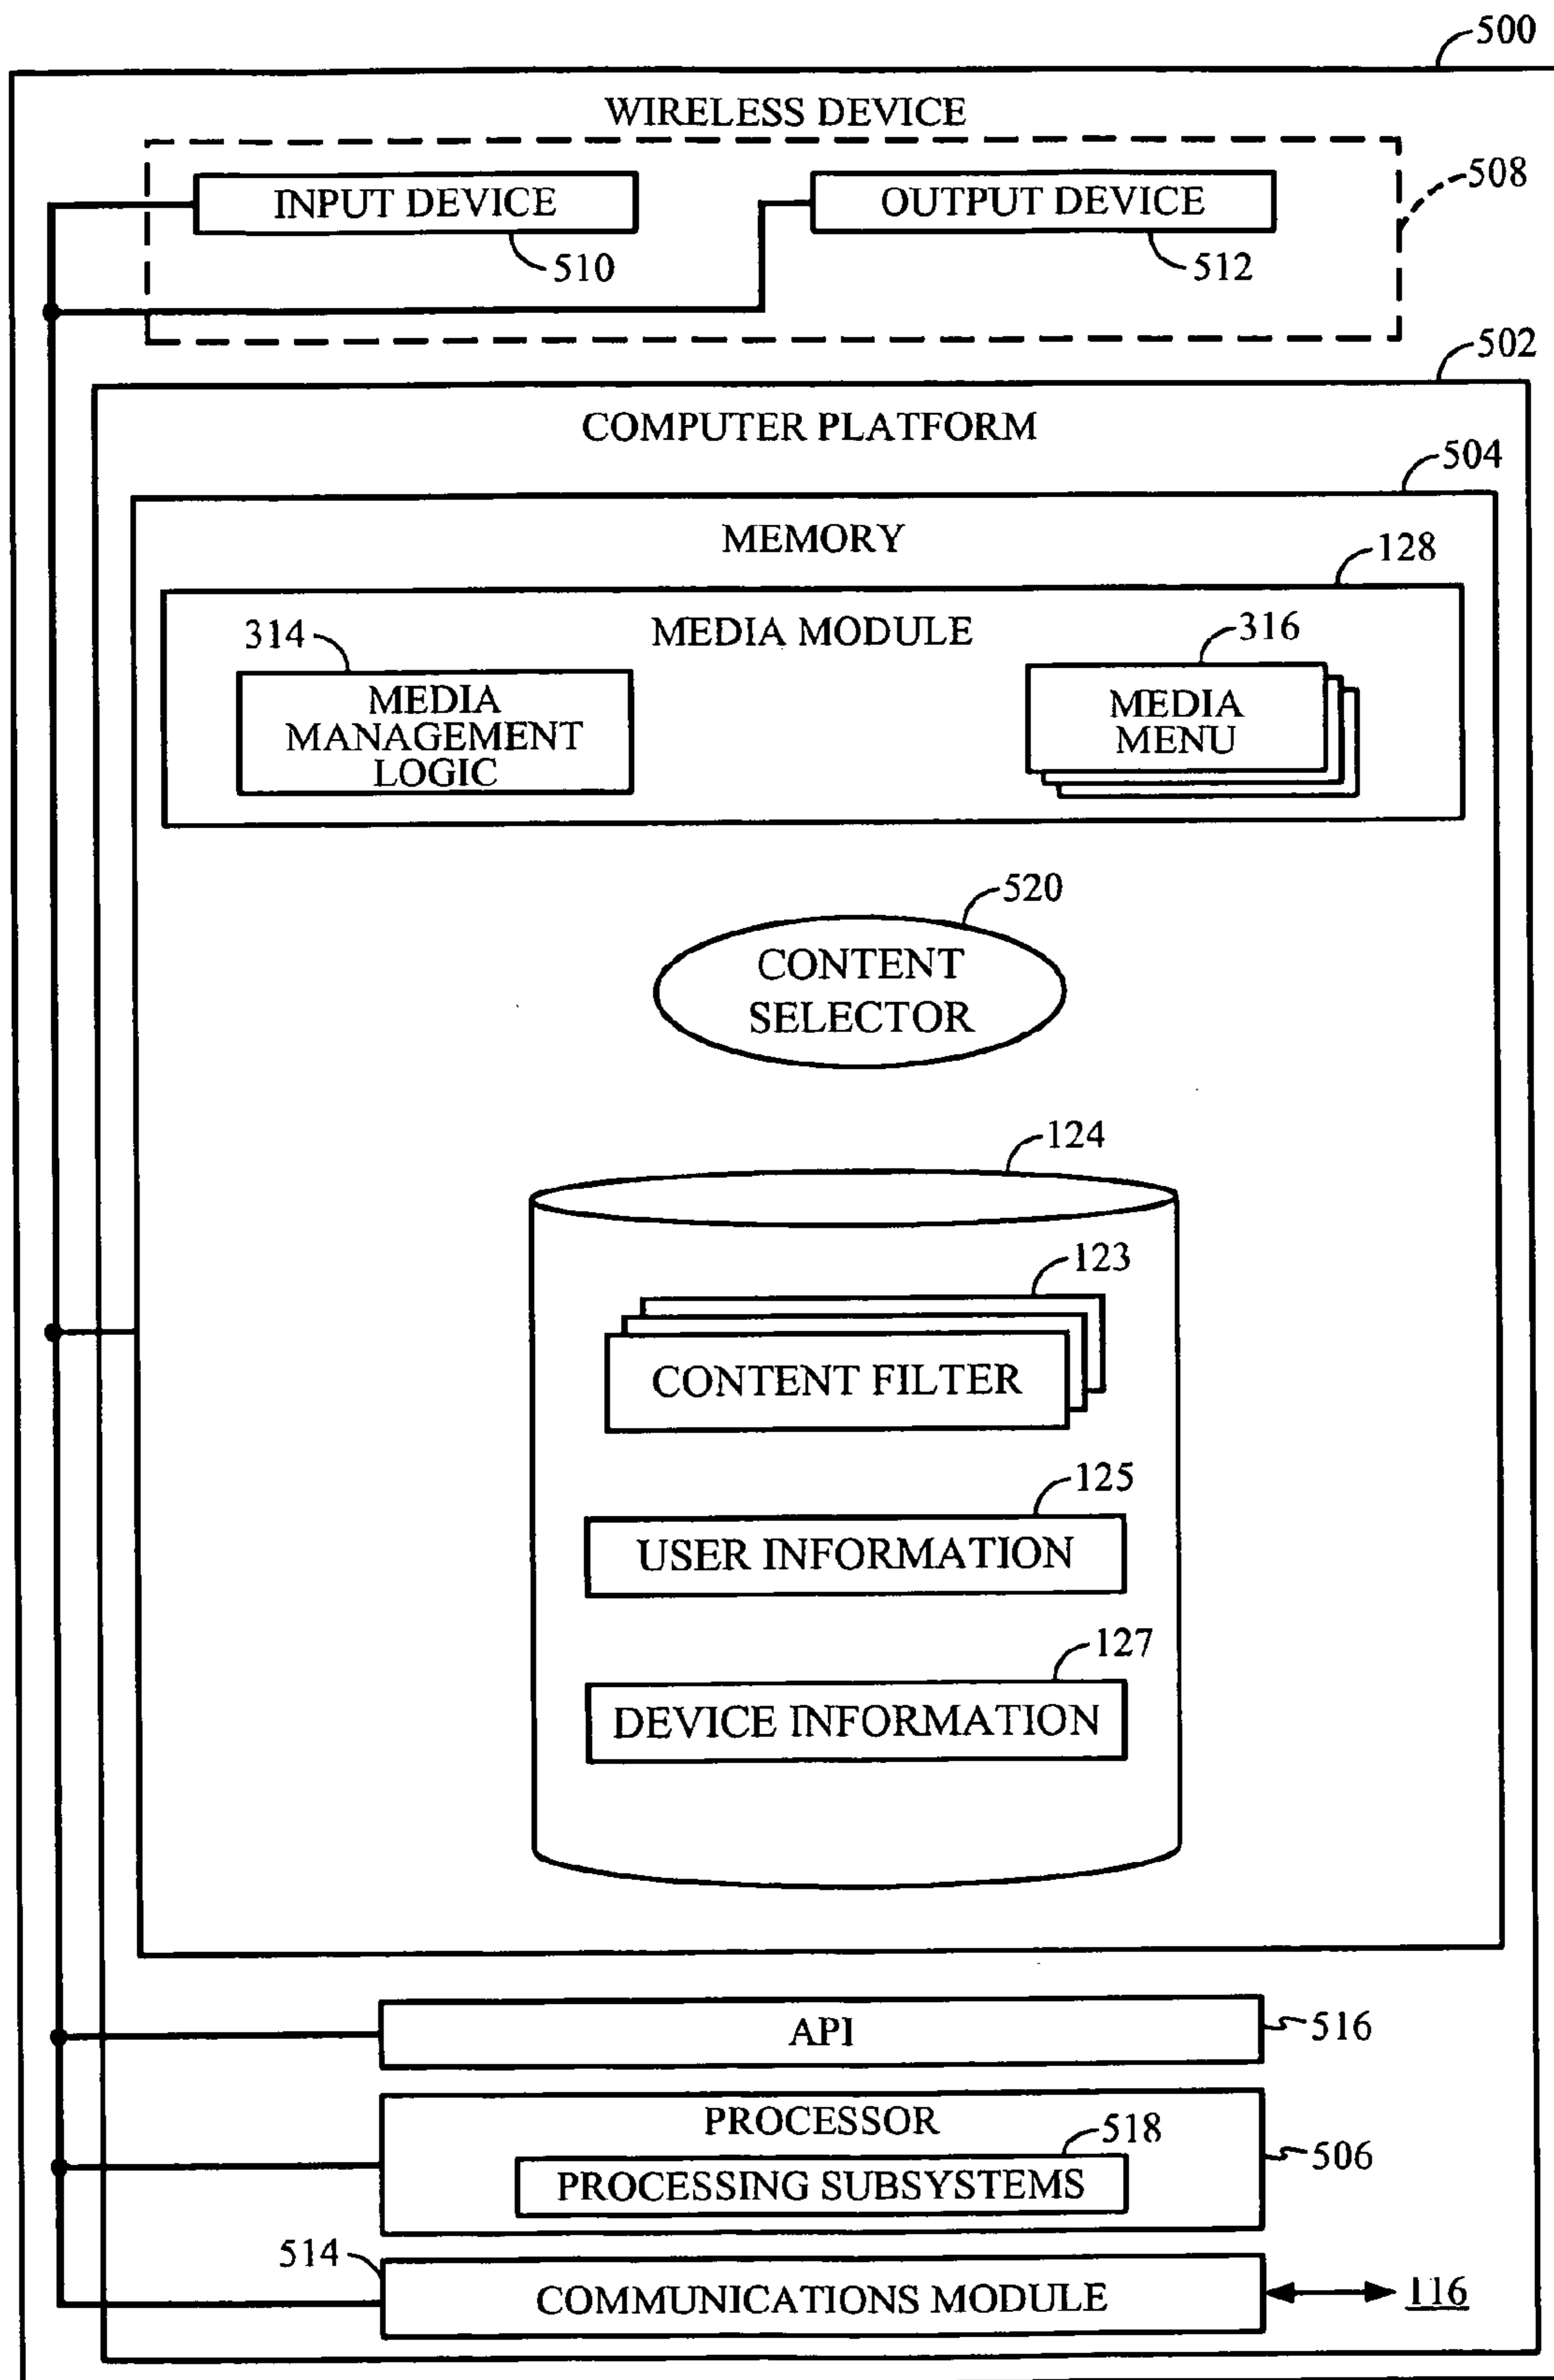 500
WIRELESS DEVICE
508
INPUT DEVICE
OUTPUT DEVICE
510
512
502
COMPUTER PLATFORM
504
MEMORY
128
314
MEDIA MODULE
316
MEDIA
MANAGEMENT
LOGIC
MEDIA
MENU
520
CONTENT
SELECTOR
124
123
CONTENT FILTER
125
USER INFORMATION
127
DEVICE INFORMATION
API
516
PROCESSOR
518
506
PROCESSING SUBSYSTEMS
514
COMMUNICATIONS MODULE
116